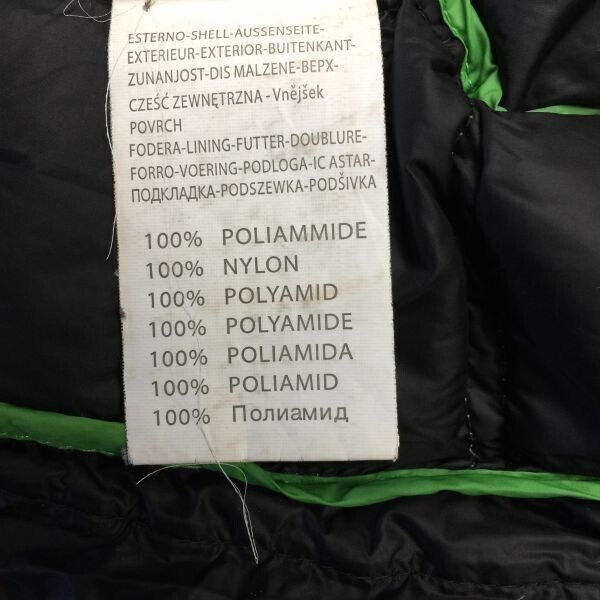 ESTERNO-SHELL-AUSSENSEITE-
EXTERIEUR-EXTERIOR-BUITENKANT-
ZUNANJOST-DIS MALZENE-ВЕРХ-
CZEŚĆ ZEWNĘTRZNA - Vnějšek
POVRCH
FODERA-LINING-FUTTER-DOUBLURE-
FORRO-VOERING-PODLOGA-IC ASTAR-
ПОДКЛАДКА-PODSZEWKA-PODŠIVKA
100% POLIAMMIDE
100% NYLON
100% POLYAMID
100% POLYAMIDE
100% POLIAMIDA
100% POLIAMID
100% Полиамид